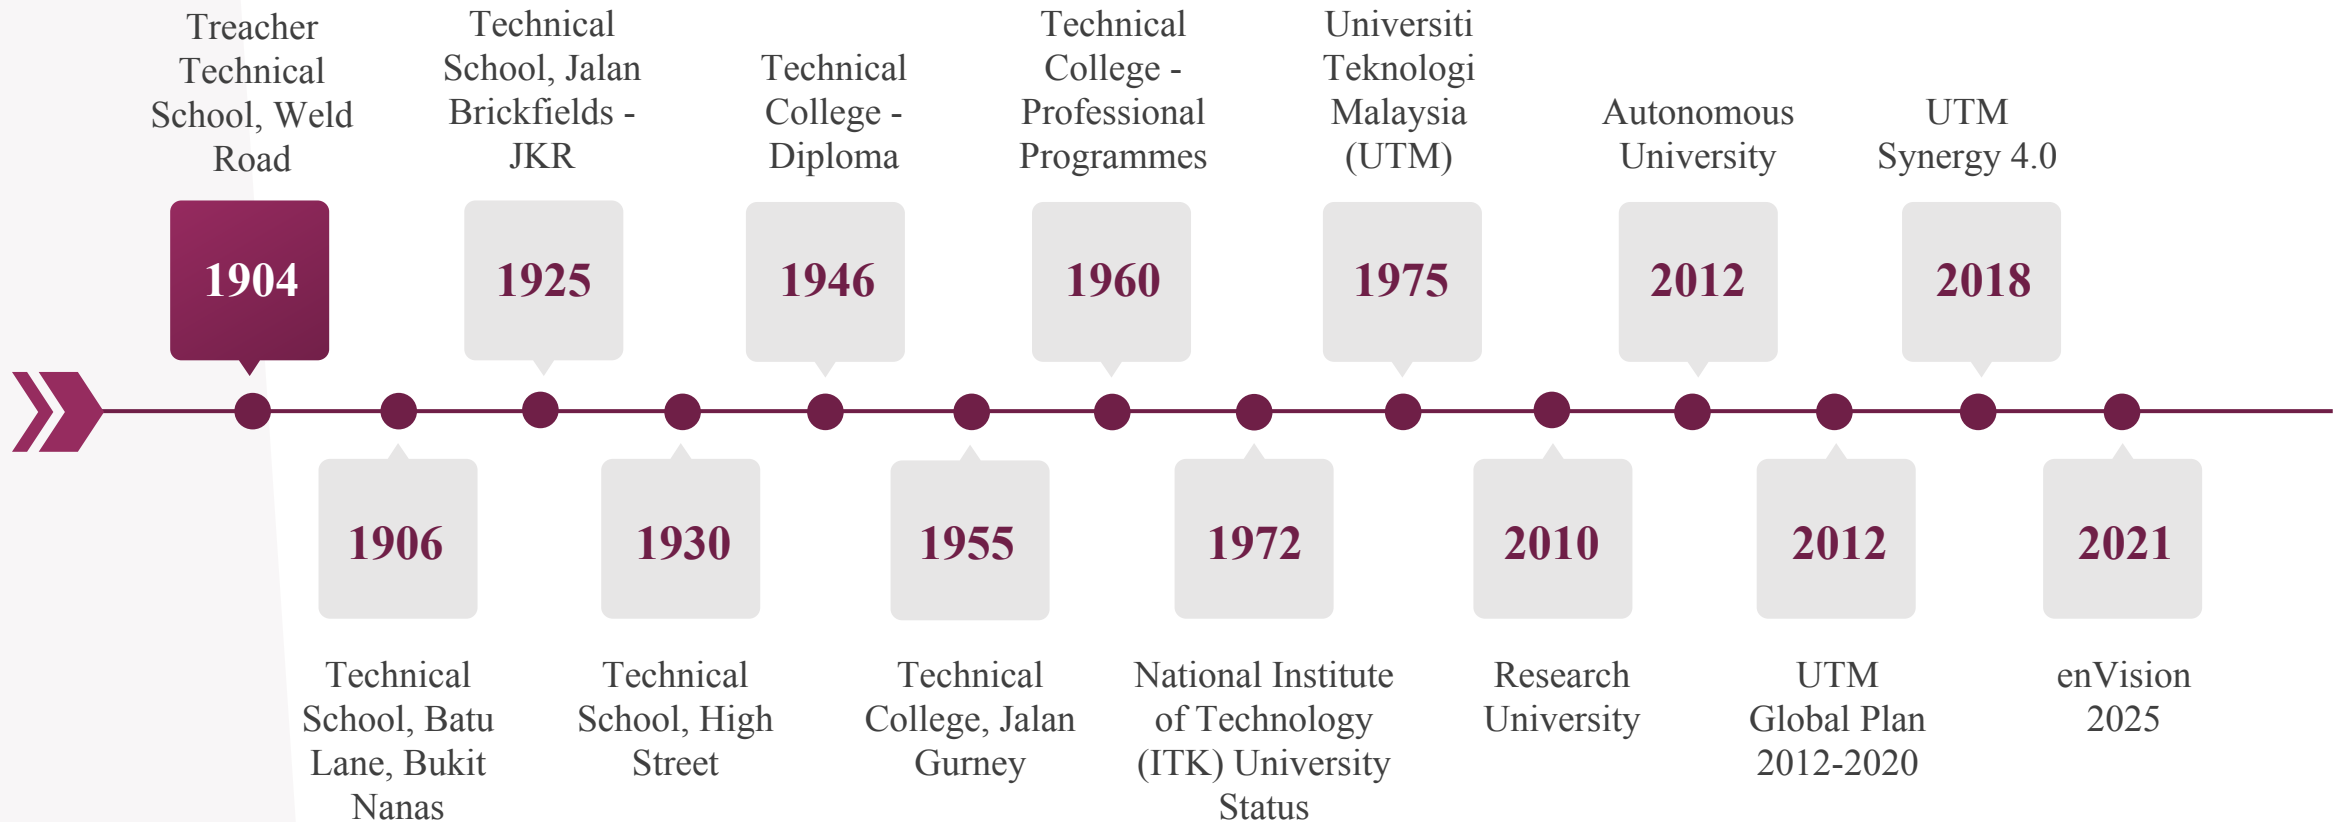 Treacher
Technical
School, Weld
Road
1904
Technical
School, Batu
Lane, Bukit
Nanas
1906
Technical
School, Jalan
Brickfields -
JKR
1925
Technical
School, High
Street
1930
Technical
College -
Diploma
1946
Technical
College, Jalan
Gurney
1955
Technical
College -
Professional
Programmes
1960
National Institute
of Technology
(ITK) University
Status
1972
Universiti
Teknologi
Malaysia
(UTM)
1975
Research
University
2010
Autonomous
University
2012
UTM
Global Plan
2012-2020
2012
UTM
Synergy 4.0
2018
enVision
2025
2021